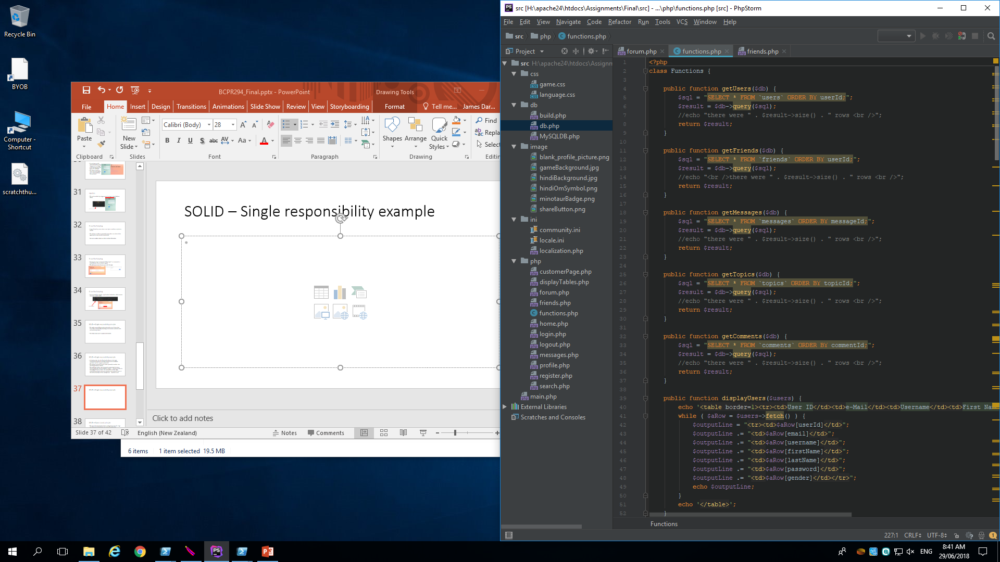 Recycle Bin
BYOB
Computer -
Shortcut
scratchthu...
BCPR294_Final.pptx - PowerPoint
Drawing Tools
File
Home
Insert
Design
Transitions
Animations
Slide Show
Review
View
Storyboarding
Format
Tell me...
James Dar...
Paste
New
Slide
Calibri (Body)
28
B I U S abc AV Aa A
Shapes
Arrange
Quick
Styles
Find
Replace
Select
Clipboard
Slides
Font
Paragraph
Drawing
Editin
31
32
33
34
35
36
37
38
SOLID – Single responsibility example
Click to add notes
Slide 37 of 42
English (New Zealand)
Notes
Comments
6 items
1 item selected 19.5 MB
src [H:\apache24\htdocs\Assignments\Final\src] - ...\php\functions.php [src] - PhpStorm
File Edit View Navigate Code Refactor Run Tools VCS Window Help
src
php
functions.php
Project
forum.php
functions.php
friends.php
src H:\apache24\htdocs\Assignm
css
game.css
language.css
db
build.php
db.php
MySQLDB.php
image
blank_profile_picture.png
gameBackground.jpg
hindiBackground.jpg
hindiOmSymbol.png
minotaurBadge.png
shareButton.png
ini
community.ini
locale.ini
localization.php
php
customerPage.php
displayTables.php
forum.php
friends.php
functions.php
home.php
login.php
logout.php
messages.php
profile.php
register.php
search.php
main.php
External Libraries
Scratches and Consoles
1 <?php
2 class Functions {
3
4 public function getUsers($db) {
5 $sql = "SELECT * FROM `users` ORDER BY userId;";
6 $result = $db->query($sql);
7 //echo "there were " . $result->size() . " rows <br />";
8 return $result;
9 }
10
11 public function getFriends($db) {
12 $sql = "SELECT * FROM `friends` ORDER BY userId;";
13 $result = $db->query($sql);
14 //echo "<br />there were " . $result->size() . " rows <br />";
15 return $result;
16 }
17
18 public function getMessages($db) {
19 $sql = "SELECT * FROM `messages` ORDER BY messageId;";
20 $result = $db->query($sql);
21 //echo "there were " . $result->size() . " rows <br />";
22 return $result;
23 }
24
25 public function getTopics($db) {
26 $sql = "SELECT * FROM `topics` ORDER BY topicId;";
27 $result = $db->query($sql);
28 //echo "there were " . $result->size() . " rows <br />";
29 return $result;
30 }
31
32 public function getComments($db) {
33 $sql = "SELECT * FROM `comments` ORDER BY commentId;";
34 $result = $db->query($sql);
35 //echo "there were " . $result->size() . " rows <br />";
36 return $result;
37 }
38
39 public function displayUsers($users) {
40 echo '<table border=1><tr><td>User ID</td><td>e-Mail</td><td>Username</td><td>First Na
41 while ( $aRow = $users->fetch() ) {
42 $outputLine = "<tr><td>$aRow[userId]</td>";
43 $outputLine .= "<td>$aRow[email]</td>";
44 $outputLine .= "<td>$aRow[username]</td>";
45 $outputLine .= "<td>$aRow[firstName]</td>";
46 $outputLine .= "<td>$aRow[lastName]</td>";
47 $outputLine .= "<td>$aRow[password]</td>";
48 $outputLine .= "<td>$aRow[gender]</td></tr>";
49 echo $outputLine;
50 }
51 echo '</table>';
52 }
Functions
227:1 CRLF UTF-8
1
ENG
8:41 AM
29/06/2018